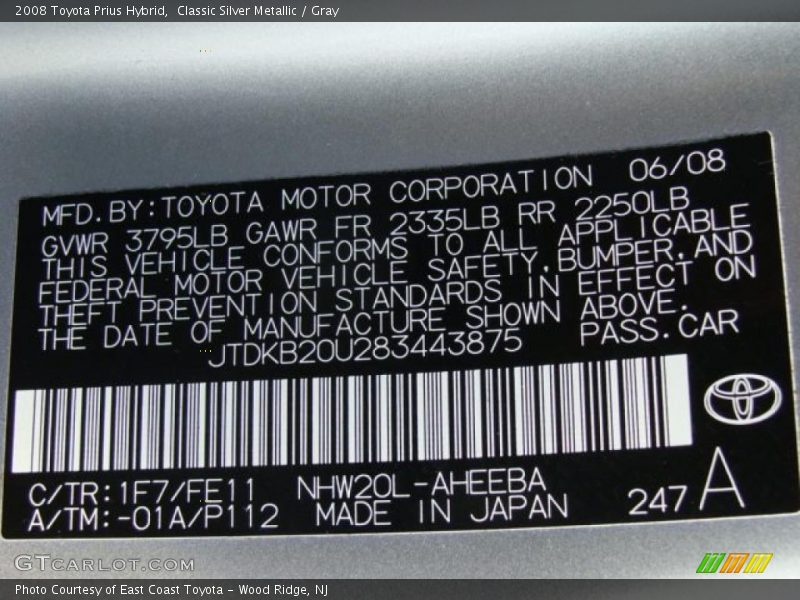 2008 Toyota Prius Hybrid,  Classic Silver Metallic / Gray
MFD. BY: TOYOTA MOTOR CORPORATION 06/08
GVWR 3795LB GAWR FR 2335LB RR 2250LB
THIS VEHICLE CONFORMS TO ALL APPLICABLE
FEDERAL MOTOR VEHICLE SAFETY, BUMPER, AND
THEFT PREVENTION STANDARDS IN EFFECT ON
THE DATE OF MANUFACTURE SHOWN ABOVE.
JTDKB20U283443875 PASS. CAR
C/TR: 1F7/FE11 NHW20L-AHEEBA
A/TM: -01A/P112 MADE IN JAPAN 247 A
GTCARLOT.COM
Photo Courtesy of East Coast Toyota – Wood Ridge, NJ